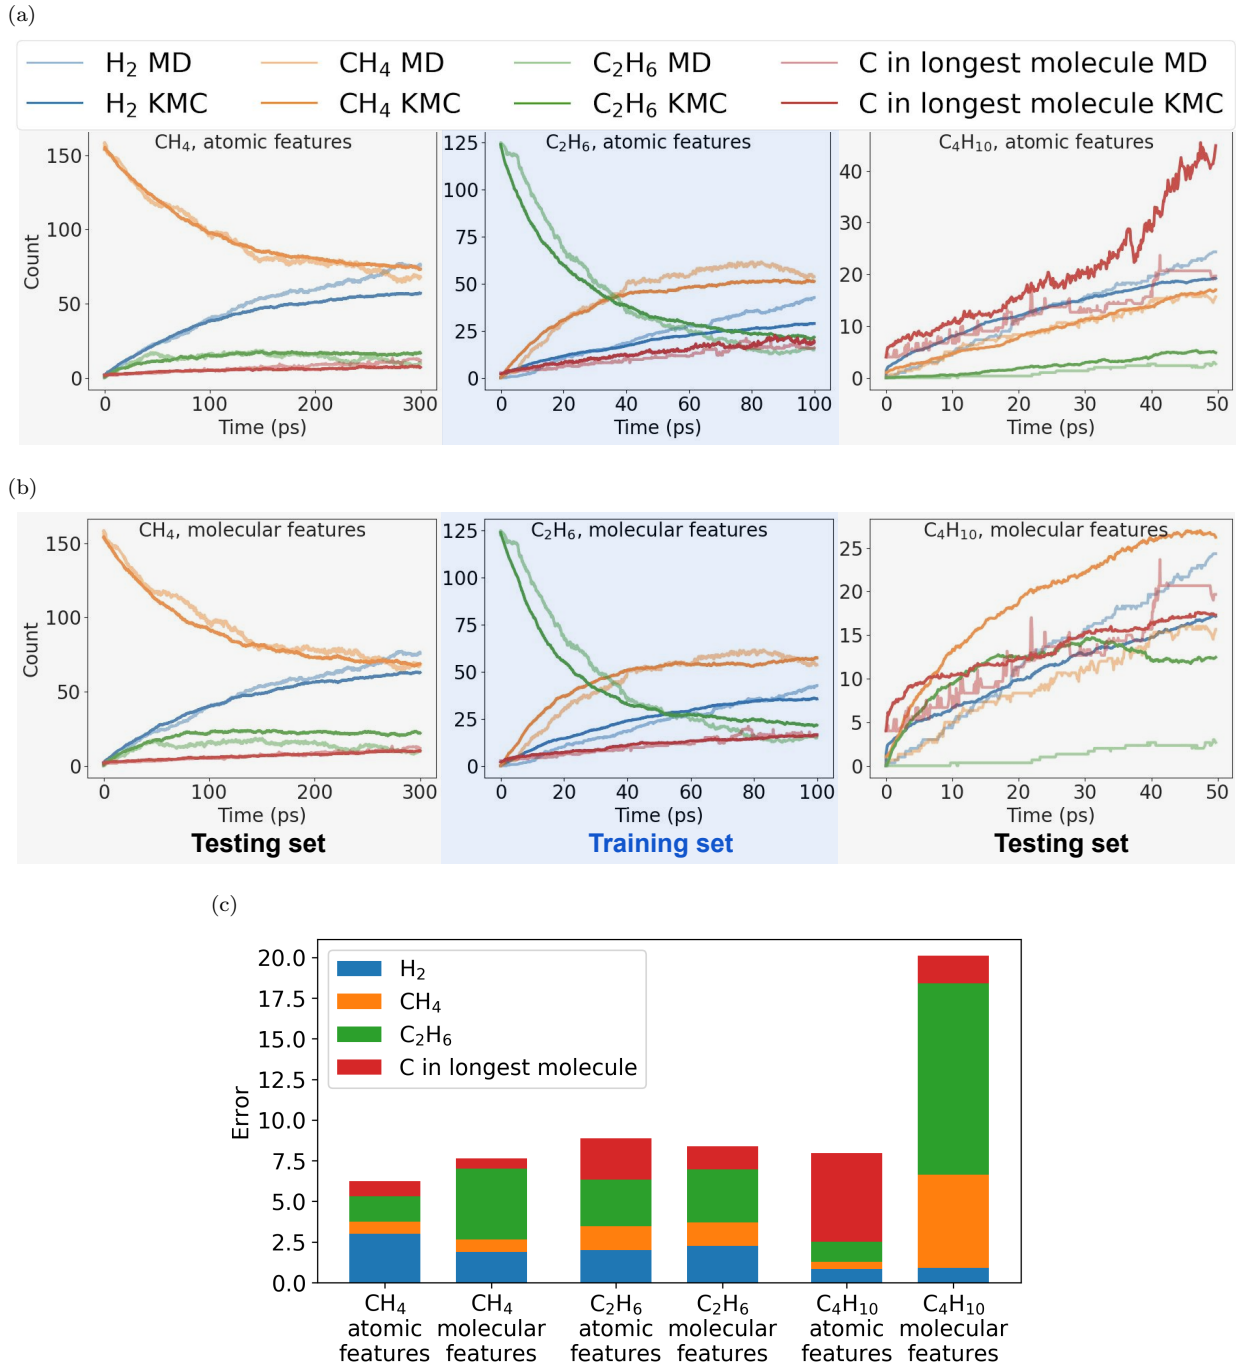 (a)
H₂ MD CH₄ MD C₂H₆ MD C in longest molecule MD
H₂ KMC CH₄ KMC C₂H₆ KMC C in longest molecule KMC
CH₄, atomic features
Count
150
100
50
0
0 100 200 300
Time (ps)
C₂H₆, atomic features
125
100
75
50
25
0
0 20 40 60 80 100
Time (ps)
C₄H₁₀, atomic features
40
30
20
10
0
0 10 20 30 40 50
Time (ps)
(b)
CH₄, molecular features
Count
150
100
50
0
0 100 200 300
Time (ps)
Testing set
C₂H₆, molecular features
125
100
75
50
25
0
0 20 40 60 80 100
Time (ps)
Training set
C₄H₁₀, molecular features
25
20
15
10
5
0
0 10 20 30 40 50
Time (ps)
Testing set
(c)
Error
20.0
17.5
15.0
12.5
10.0
7.5
5.0
2.5
0.0
H₂
CH₄
C₂H₆
C in longest molecule
CH₄ atomic features
CH₄ molecular features
C₂H₆ atomic features
C₂H₆ molecular features
C₄H₁₀ atomic features
C₄H₁₀ molecular features